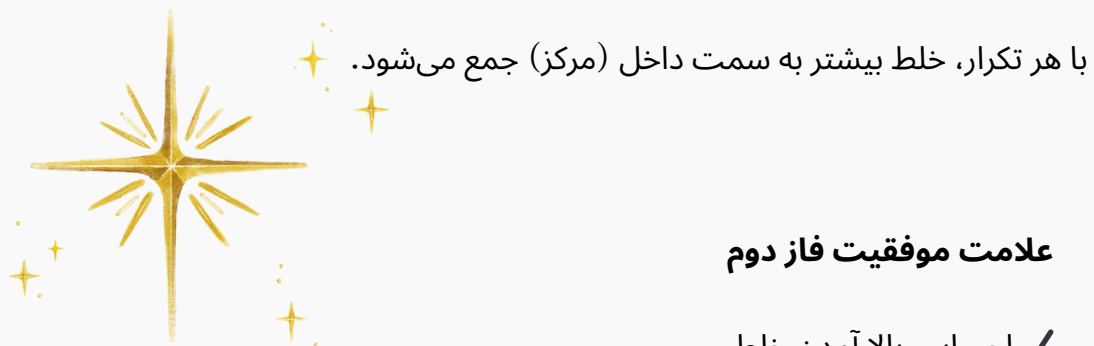 با هر تکرار، خلط بیشتر به سمت داخل (مرکز) جمع می‌شود.
علامت موفقیت فاز دوم